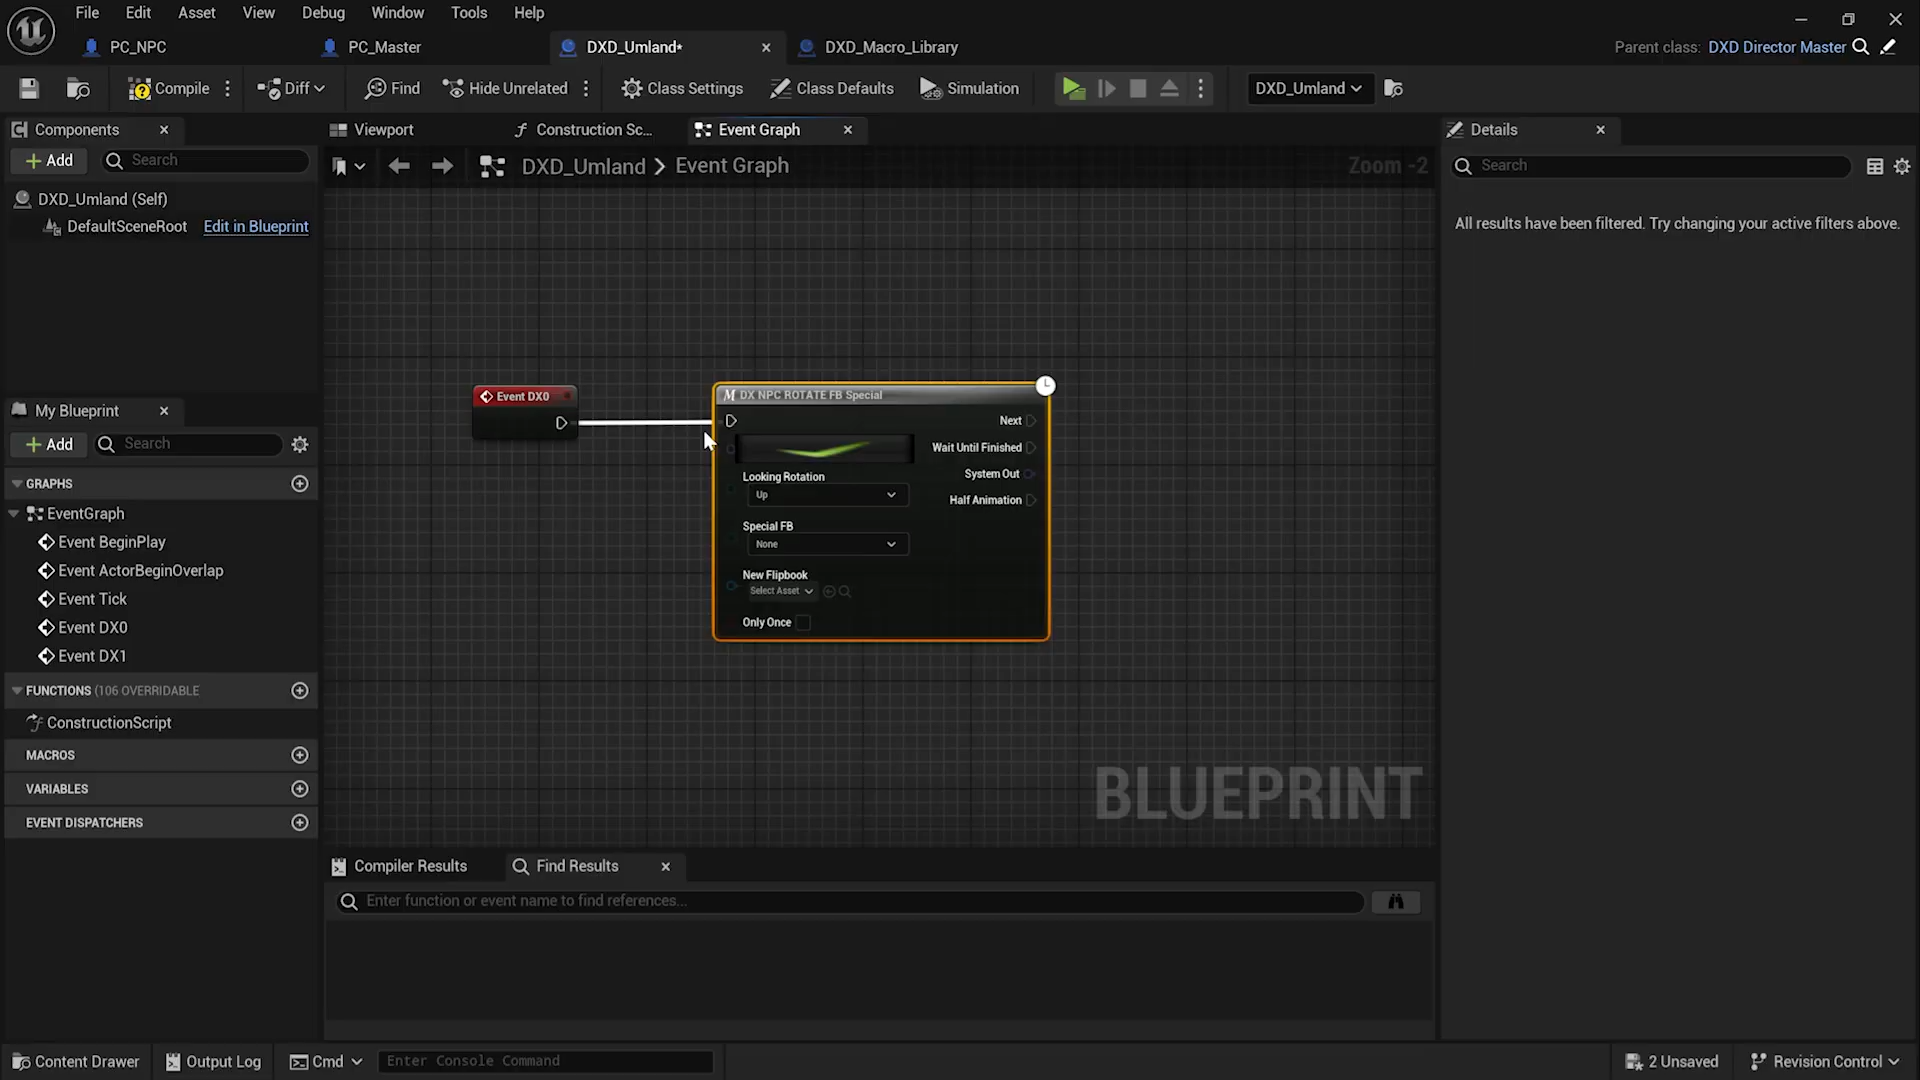 File Edit Asset View Debug Window Tools Help
PC_NPC PC_Master DXD_Umland* DXD_Macro_Library Parent class: DXD Director Master
Compile Diff Find Hide Unrelated Class Settings Class Defaults Simulation DXD_Umland
Components Viewport Construction Sc... Event Graph Details
Add Search DXD_Umland Event Graph Zoom -2 Search
DXD_Umland (Self)
DefaultSceneRoot Edit in Blueprint
All results have been filtered. Try changing your active filters above.
My Blueprint
Add Search
GRAPHS
EventGraph
Event BeginPlay
Event ActorBeginOverlap
Event Tick
Event DX0
Event DX1
FUNCTIONS (106 OVERRIDABLE
ConstructionScript
MACROS
VARIABLES
EVENT DISPATCHERS
Event DX0
DX NPC ROTATE FB Special
Next
Wait Until Finished
System Out
Half Animation
Looking Rotation
Up
Special FB
None
New Flipbook
Select Asset
Only Once
BLUEPRINT
Compiler Results Find Results
Enter function or event name to find references...
Content Drawer Output Log Cmd Enter Console Command 2 Unsaved Revision Control